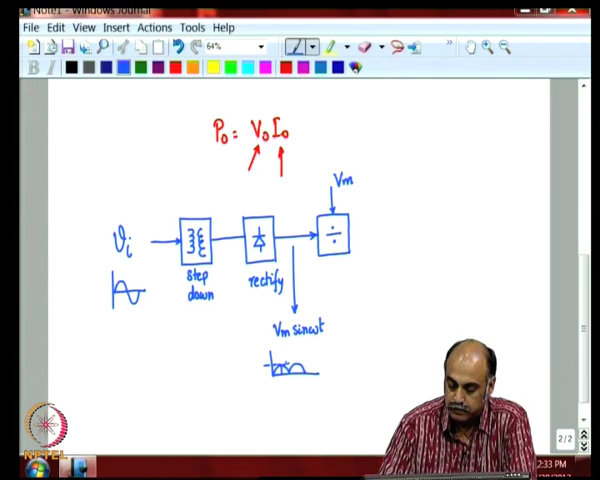 Note1 - Windows Journal
File Edit View Insert Actions Tools Help
64%
B I
P₀ = V₀ I₀
Vm
vi
÷
step
down
rectify
Vm sinωt
2/2
NPTEL
2:33 PM